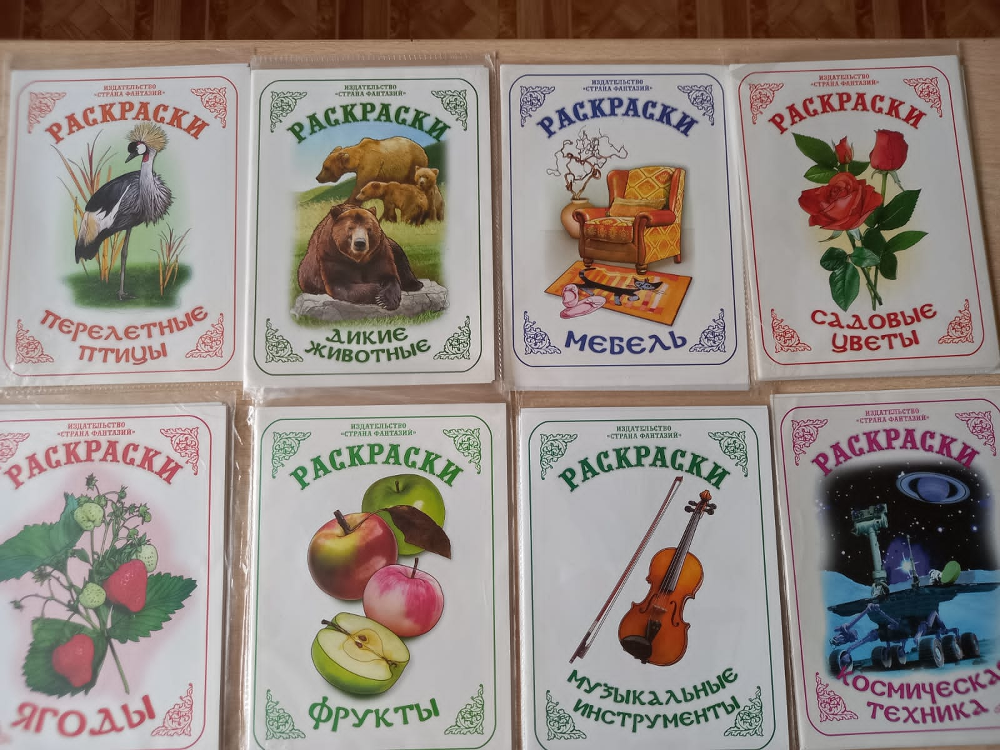 ИЗДАТЕЛЬСТВО
«СТРАНА ФАНТАЗИЙ»
РАСКРАСКИ
ПЕРЕЛЕТНЫЕ
ПТИЦЫ
ИЗДАТЕЛЬСТВО
«СТРАНА ФАНТАЗИЙ»
РАСКРАСКИ
ДИКИЕ
ЖИВОТНЫЕ
ИЗДАТЕЛЬСТВО
«СТРАНА ФАНТАЗИЙ»
РАСКРАСКИ
МЕБЕЛЬ
ИЗДАТЕЛЬСТВО
«СТРАНА ФАНТАЗИЙ»
РАСКРАСКИ
САДОВЫЕ
ЦВЕТЫ
ИЗДАТЕЛЬСТВО
«СТРАНА ФАНТАЗИЙ»
РАСКРАСКИ
ЯГОДЫ
ИЗДАТЕЛЬСТВО
«СТРАНА ФАНТАЗИЙ»
РАСКРАСКИ
ФРУКТЫ
ИЗДАТЕЛЬСТВО
«СТРАНА ФАНТАЗИЙ»
РАСКРАСКИ
МУЗЫКАЛЬНЫЕ
ИНСТРУМЕНТЫ
ИЗДАТЕЛЬСТВО
«СТРАНА ФАНТАЗИЙ»
РАСКРАСКИ
КОСМИЧЕСКА
ТЕХНИКА